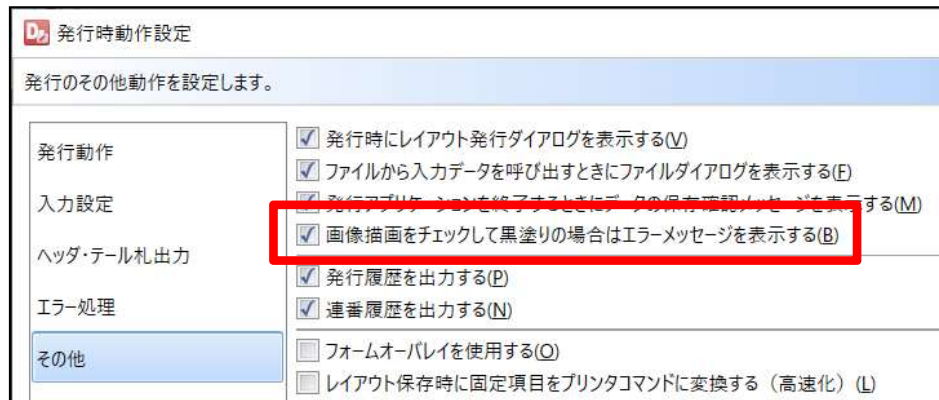 発行時動作設定
発行のその他動作を設定します。
発行動作
入力設定
ヘッダ・テール札出力
エラー処理
その他
発行時にレイアウト発行ダイアログを表示する(V)
ファイルから入力データを呼び出すときにファイルダイアログを表示する(F)
発行アプリケーションを終了するときにデータの保存確認メッセージを表示する(M)
画像描画をチェックして黒塗りの場合はエラーメッセージを表示する(B)
発行履歴を出力する(P)
連番履歴を出力する(N)
フォームオーバレイを使用する(O)
レイアウト保存時に固定項目をプリンタコマンドに変換する（高速化）(L)